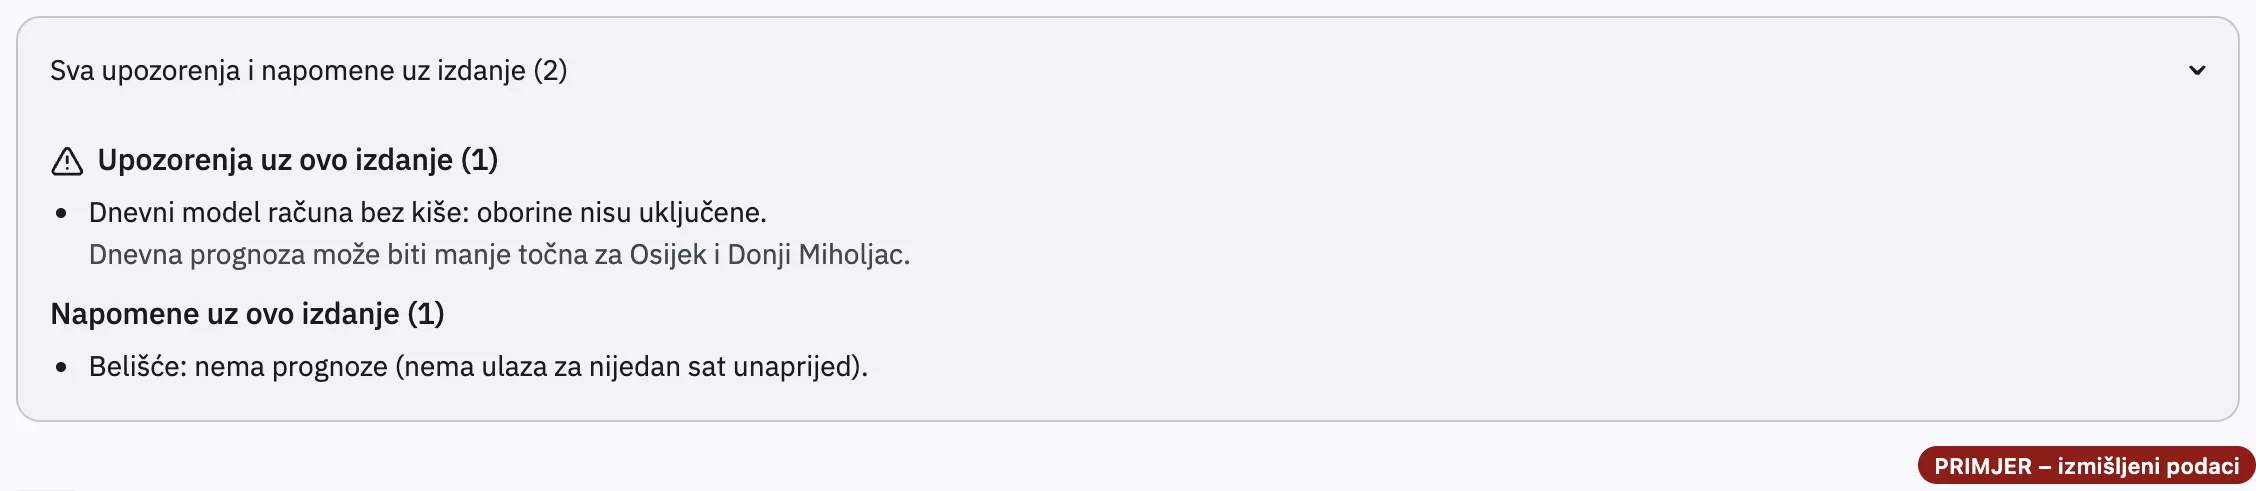 Sva upozorenja i napomene uz izdanje (2)
Upozorenja uz ovo izdanje (1)
• Dnevni model računa bez kiše: oborine nisu uključene.
Dnevna prognoza može biti manje točna za Osijek i Donji Miholjac.
Napomene uz ovo izdanje (1)
• Belišće: nema prognoze (nema ulaza za nijedan sat unaprijed).
PRIMJER – izmišljeni podaci